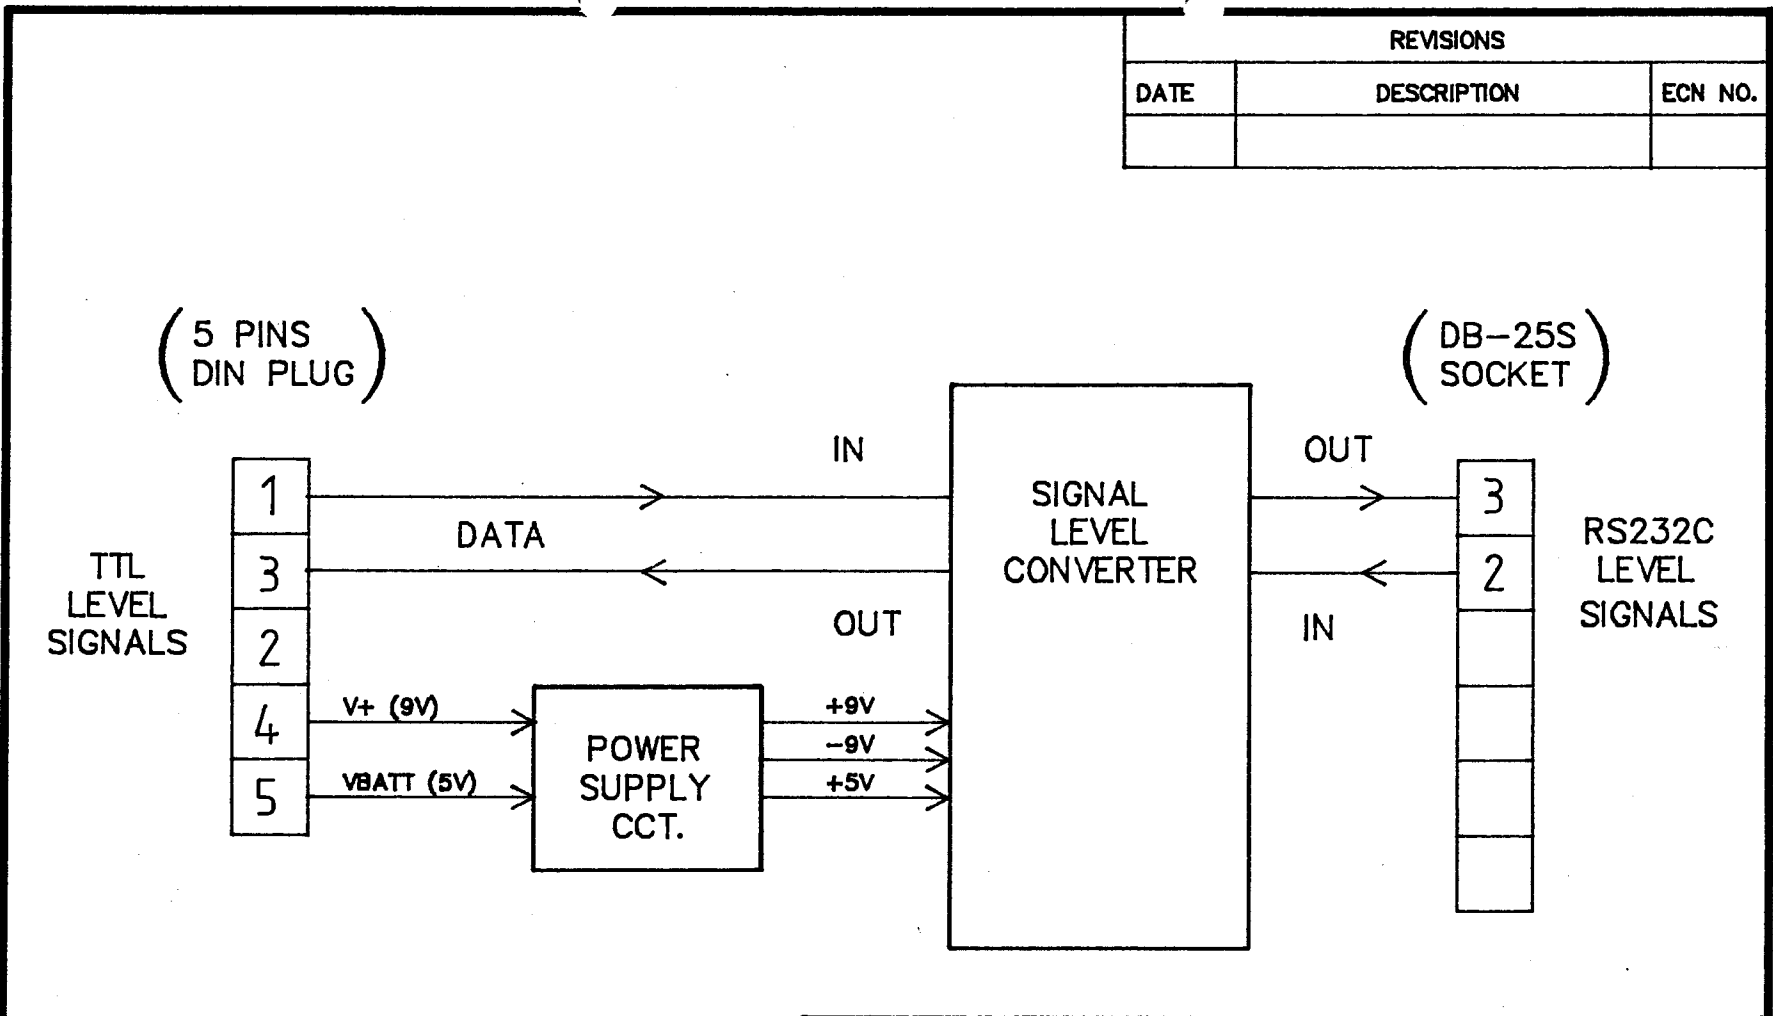 REVISIONS
DATE DESCRIPTION ECN NO.
5 PINS
DIN PLUG
DB-25S
SOCKET
IN
OUT
1
DATA
3
2
4
5
TTL
LEVEL
SIGNALS
OUT
V+ (9V)
VBATT (5V)
POWER
SUPPLY
CCT.
+9V
-9V
+5V
SIGNAL
LEVEL
CONVERTER
3
2
IN
RS232C
LEVEL
SIGNALS